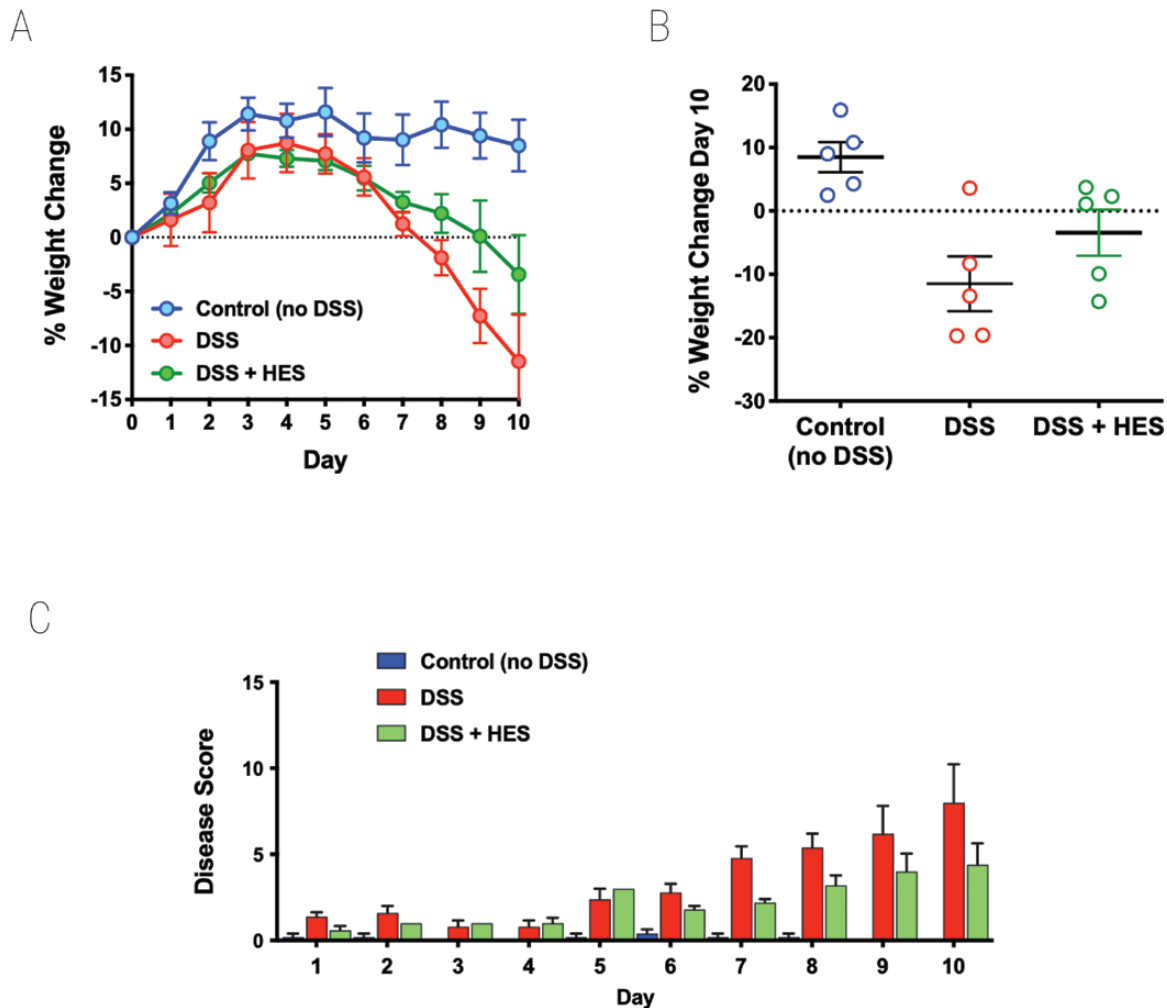 A
% Weight Change
15
10
5
0
-5
-10
-15
Control (no DSS)
DSS
DSS + HES
0 1 2 3 4 5 6 7 8 9 10
Day
B
% Weight Change Day 10
20
10
0
-10
-20
-30
Control
(no DSS)
DSS
DSS + HES
C
Control (no DSS)
DSS
DSS + HES
Disease Score
15
10
5
0
1 2 3 4 5 6 7 8 9 10
Day